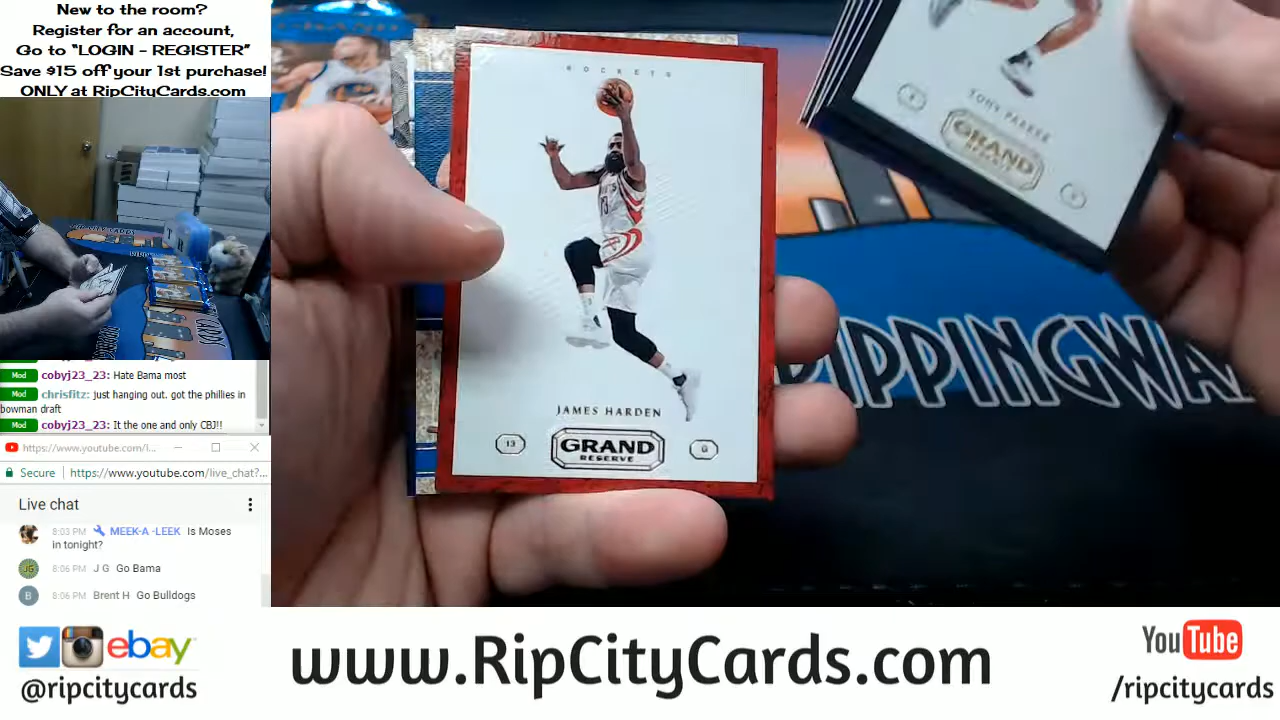 New to the room?
Register for an account,
Go to “LOGIN - REGISTER”
Save $15 off your 1st purchase!
ONLY at RipCityCards.com
Mod cobyj23_23: Hate Bama most
Mod chrisfitz: just hanging out. got the phillies in
bowman draft
Mod cobyj23_23: It the one and only CBJ!!
https://www.youtube.com/l...
Secure https://www.youtube.com/live_chat?...
Live chat
8:03 PM MEEK-A -LEEK Is Moses
in tonight?
JG 8:06 PM J G Go Bama
B 8:06 PM Brent H Go Bulldogs
ROCKETS
JAMES HARDEN
13 GRAND G
RESERVE
TONY PARKER
GRAND
RESERVE
RIPPINGWA
ebay
@ripcitycards
www.RipCityCards.com
YouTube
/ripcitycards